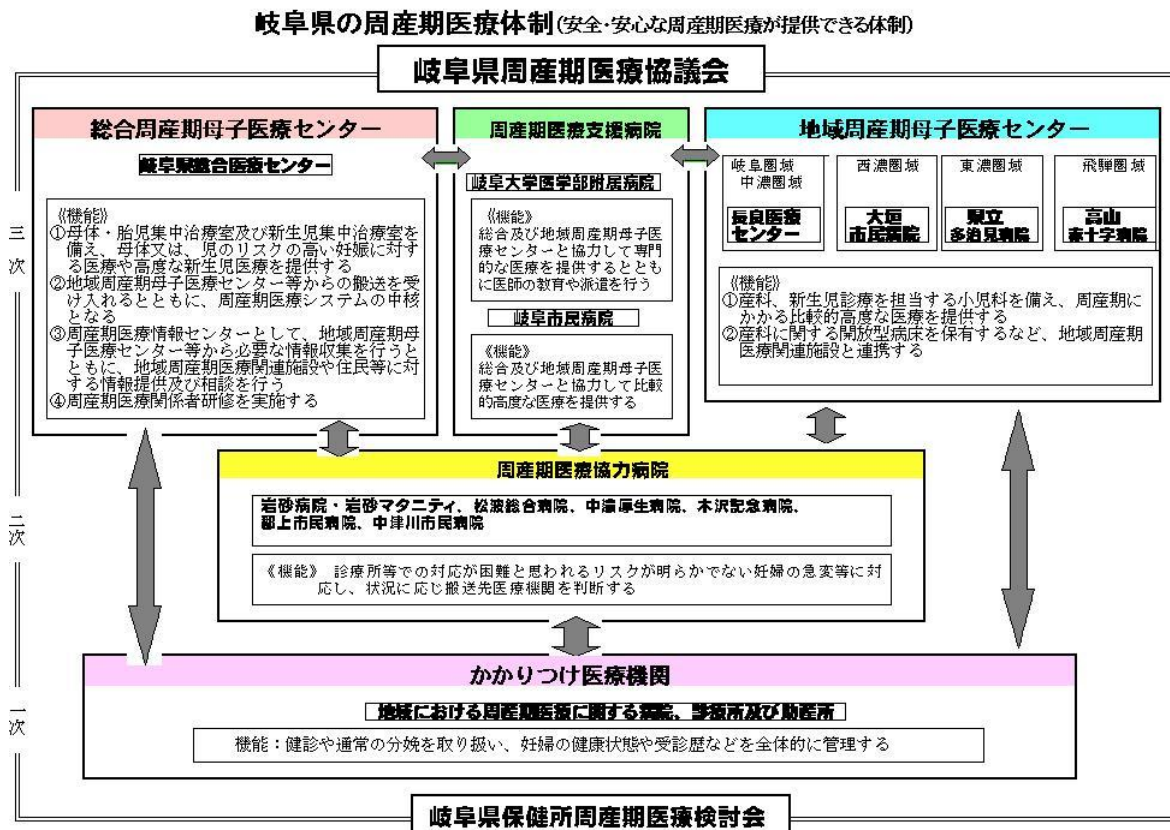 岐阜県の周産期医療体制(安全・安心な周産期医療が提供できる体制)
岐阜県周産期医療協議会
三次
総合周産期母子医療センター
岐阜県総合医療センター
《機能》
①母体・胎児集中治療室及び新生児集中治療室を
備え、母体又は、児のリスクの高い妊娠に対す
る医療や高度な新生児医療を提供する
②地域周産期母子医療センター等からの搬送を受
け入れるとともに、周産期医療システムの中核
となる
③周産期医療情報センターとして、地域周産期母
子医療センター等から必要な情報収集を行うと
ともに、地域周産期医療関連施設や住民等に対
する情報提供及び相談を行う
④周産期医療関係者研修を実施する
周産期医療支援病院
岐阜大学医学部附属病院
《機能》
総合及び地域周産期母子医
療センターと協力して専門
的な医療を提供するととも
に医師の教育や派遣を行う
岐阜市民病院
《機能》
総合及び地域周産期母子医
療センターと協力して比較
的高度な医療を提供する
地域周産期母子医療センター
岐阜圏域
中濃圏域
長良医療
センター
西濃圏域
大垣
市民病院
東濃圏域
県立
多治見病院
飛騨圏域
高山
赤十字病院
《機能》
①産科、新生児診療を担当する小児科を備え、周産期に
かかる比較的高度な医療を提供する
②産科に関する開放型病床を保有するなど、地域周産期
医療関連施設と連携する
二次
周産期医療協力病院
岩砂病院・岩砂マタニティ、松波総合病院、中濃厚生病院、木沢記念病院、
郡上市民病院、中津川市民病院
《機能》 診療所等での対応が困難と思われるリスクが明らかでない妊婦の急変等に対
応し、状況に応じ搬送先医療機関を判断する
一次
かかりつけ医療機関
地域における周産期医療に関する病院、診療所及び助産所
機能：健診や通常の分娩を取り扱い、妊婦の健康状態や受診歴などを全体的に管理する
岐阜県保健所周産期医療検討会